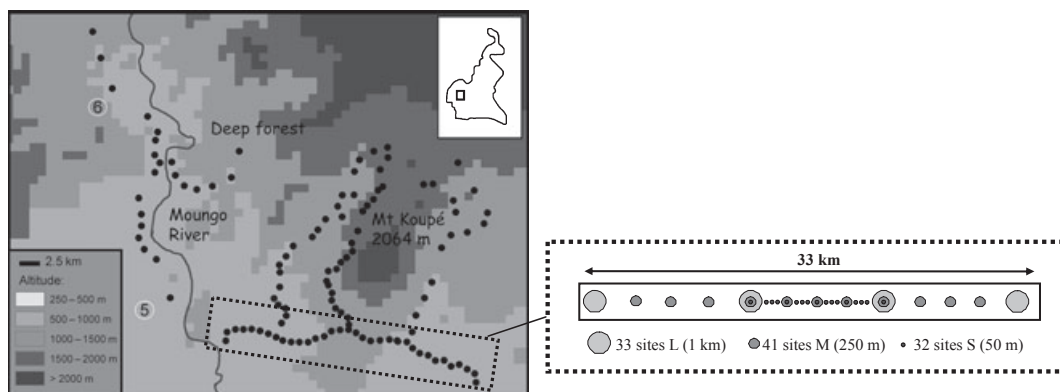 6
Deep forest
Moungo
River
Mt Koupé
2064 m
2.5 km
Altitude:
250 – 500 m
500 – 1000 m
1000 – 1500 m
1500 – 2000 m
> 2000 m
5
33 km
33 sites L (1 km)
41 sites M (250 m)
32 sites S (50 m)